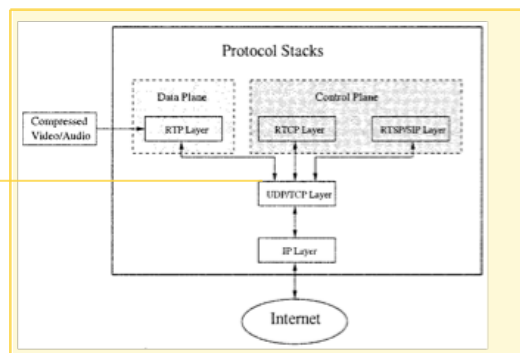 Protocol Stacks
Data Plane
Control Plane
Compressed
Video/Audio
RTP Layer
RTCP Layer
RTSP/SIP Layer
UDP/TCP Layer
IP Layer
Internet